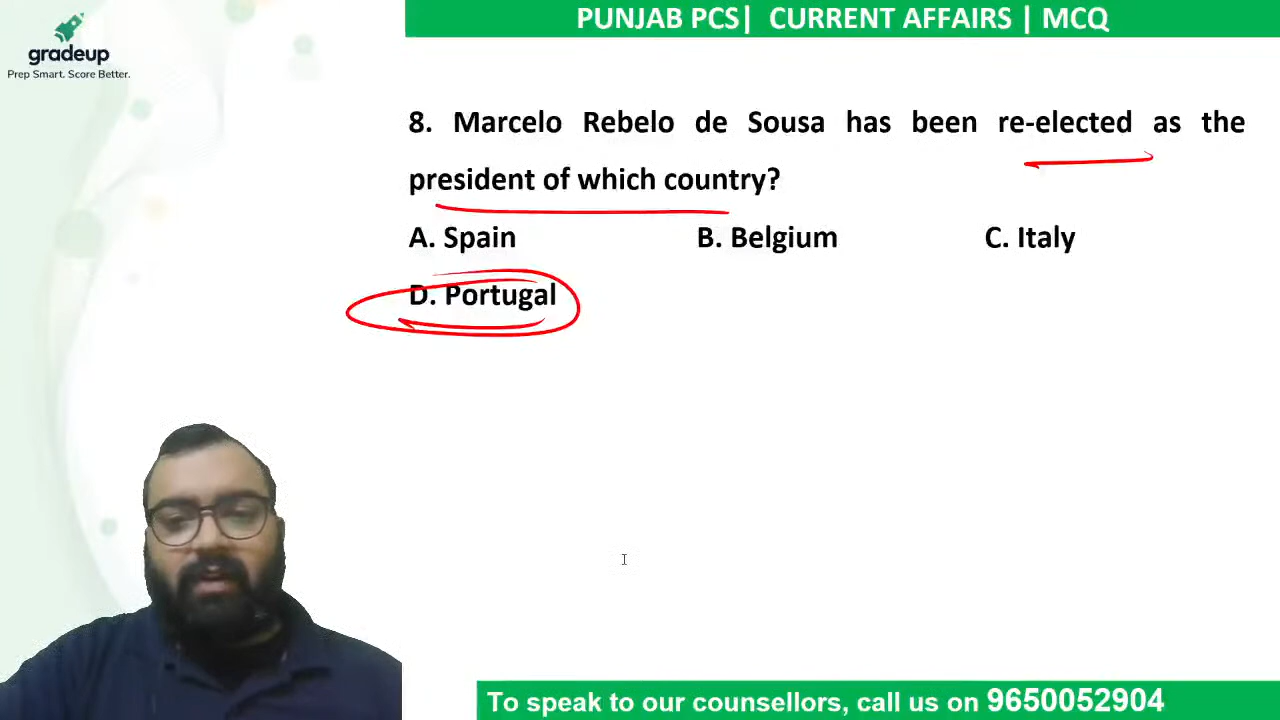 gradeup
Prep Smart. Score Better.
PUNJAB PCS| CURRENT AFFAIRS | MCQ
8. Marcelo Rebelo de Sousa has been re-elected as the
president of which country?
A. Spain B. Belgium C. Italy
D. Portugal
To speak to our counsellors, call us on 9650052904